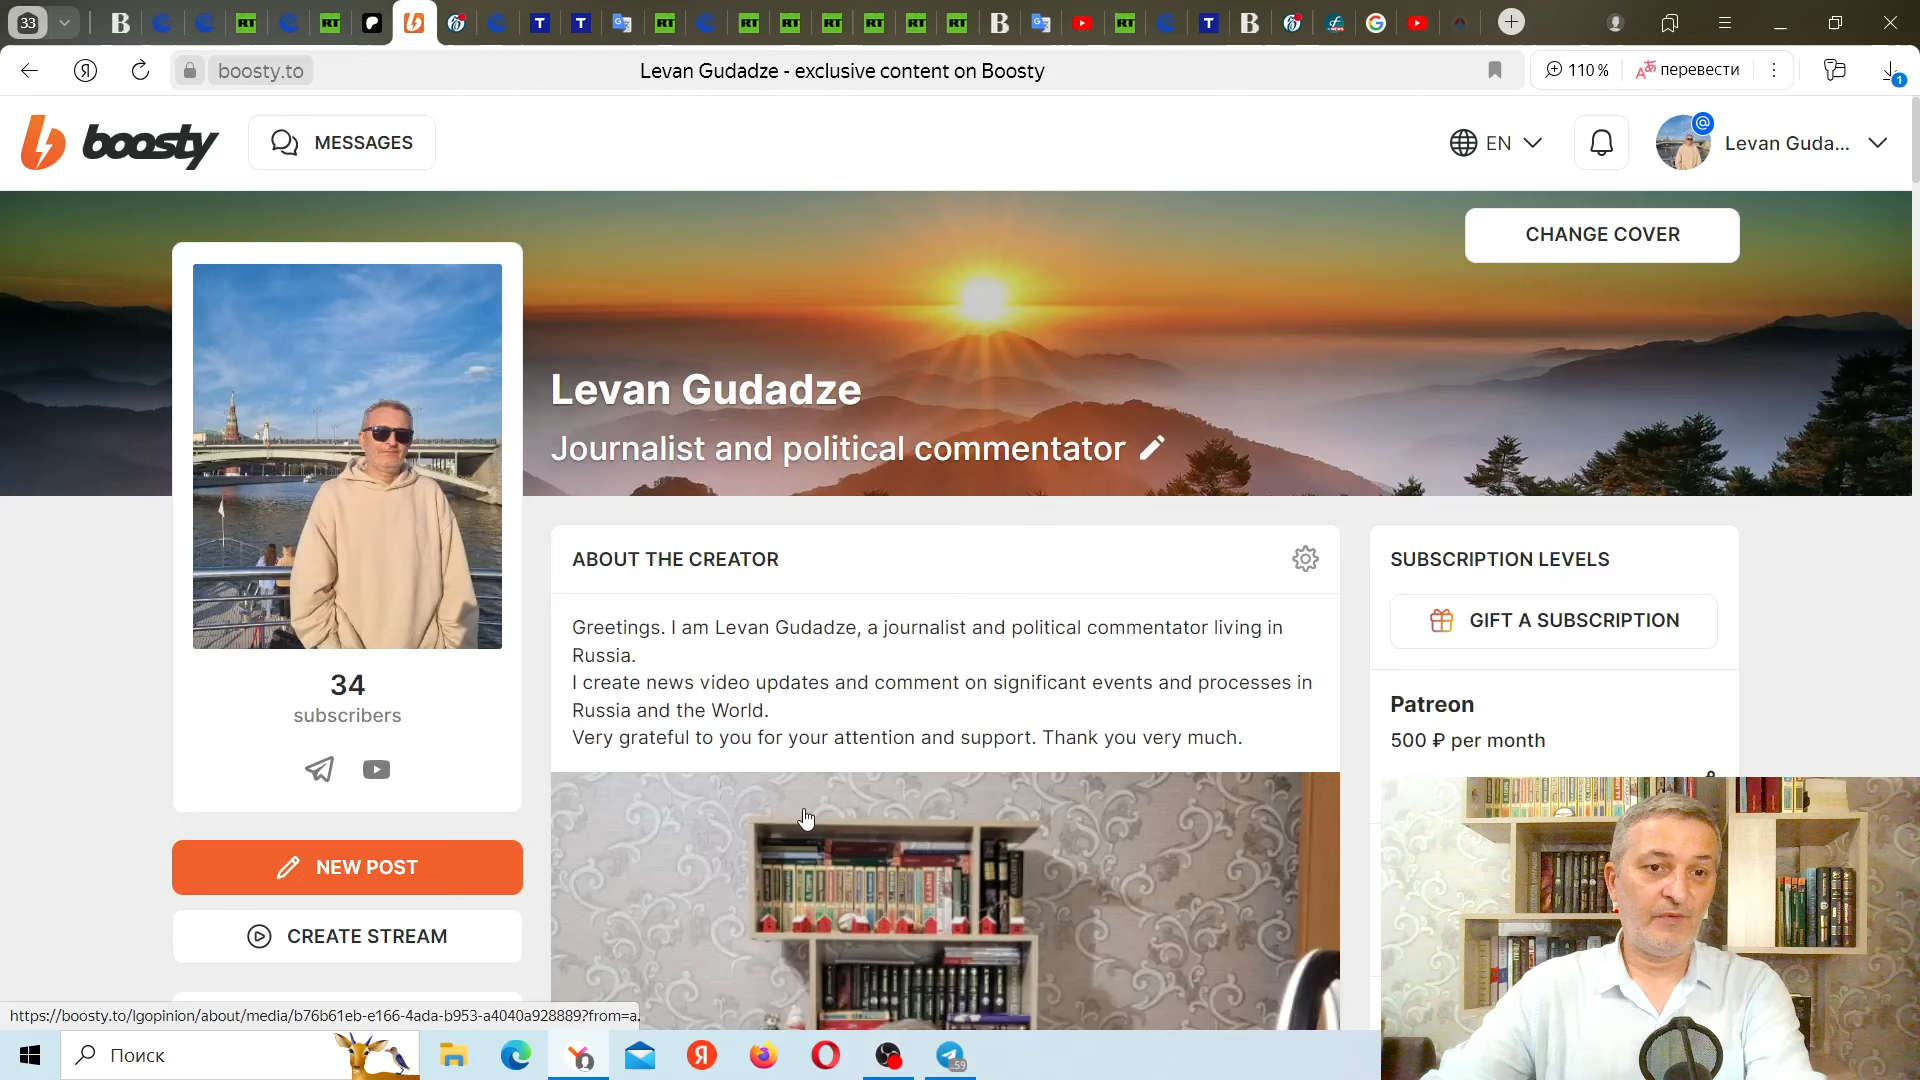 33
boosty.to
Levan Gudadze - exclusive content on Boosty
110 %
перевести
1
boosty
MESSAGES
EN
Levan Guda...
CHANGE COVER
Levan Gudadze
Journalist and political commentator
34
subscribers
NEW POST
CREATE STREAM
ABOUT THE CREATOR
Greetings. I am Levan Gudadze, a journalist and political commentator living in
Russia.
I create news video updates and comment on significant events and processes in
Russia and the World.
Very grateful to you for your attention and support. Thank you very much.
SUBSCRIPTION LEVELS
GIFT A SUBSCRIPTION
Patreon
500 ₽ per month
https://boosty.to/lgopinion/about/media/b76b61eb-e166-4ada-b953-a4040a928889?from=a.
Поиск
59